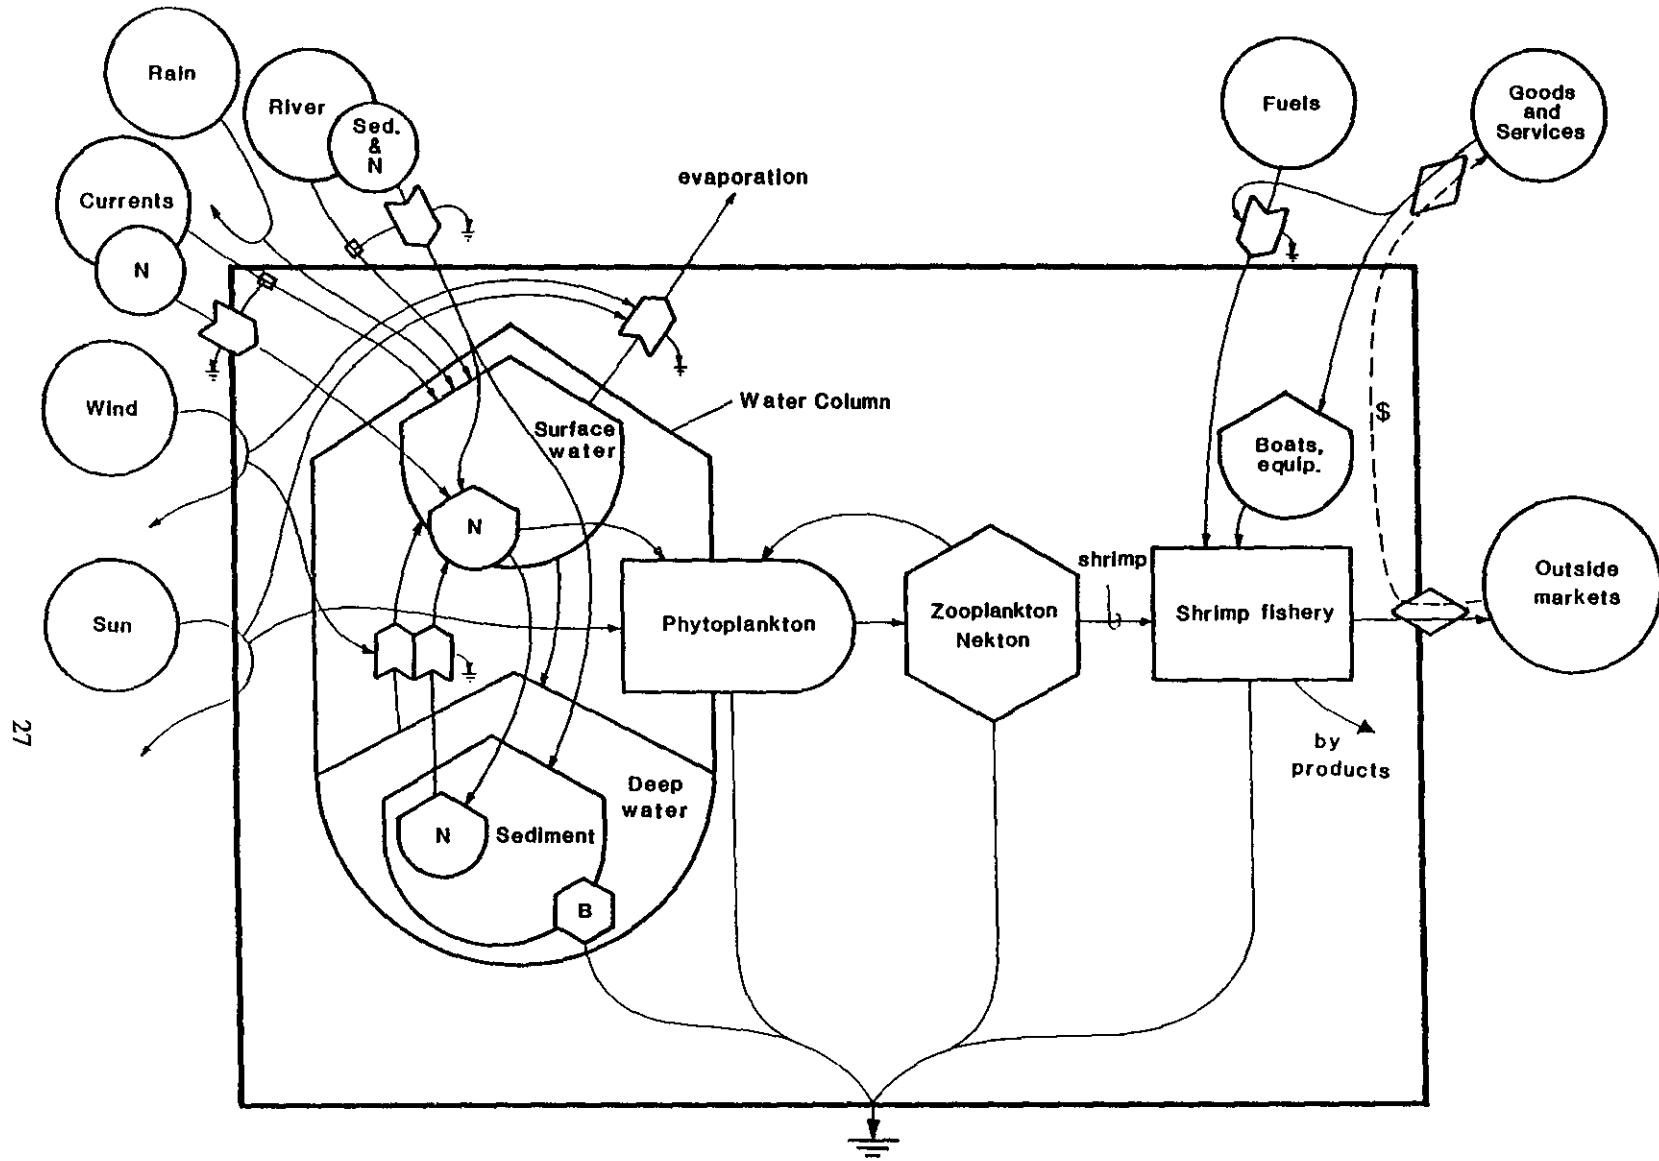 Rain
River
Sed.
&
N
Currents
N
Wind
Sun
evaporation
Fuels
Goods
and
Services
Water Column
Surface
water
N
Boats,
equip.
$
Phytoplankton
Zooplankton
Nekton
shrimp
Shrimp fishery
Outside
markets
by
products
Deep
water
N
Sediment
B
27